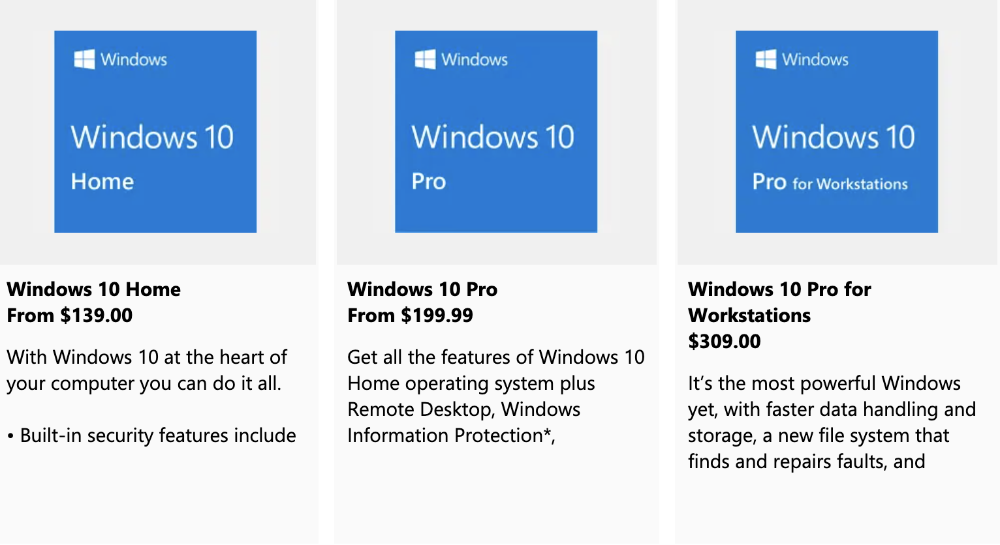 Windows
Windows 10
Home
Windows 10 Home
From $139.00
With Windows 10 at the heart of
your computer you can do it all.
• Built-in security features include
Windows
Windows 10
Pro
Windows 10 Pro
From $199.99
Get all the features of Windows 10
Home operating system plus
Remote Desktop, Windows
Information Protection*,
Windows
Windows 10
Pro for Workstations
Windows 10 Pro for
Workstations
$309.00
It’s the most powerful Windows
yet, with faster data handling and
storage, a new file system that
finds and repairs faults, and